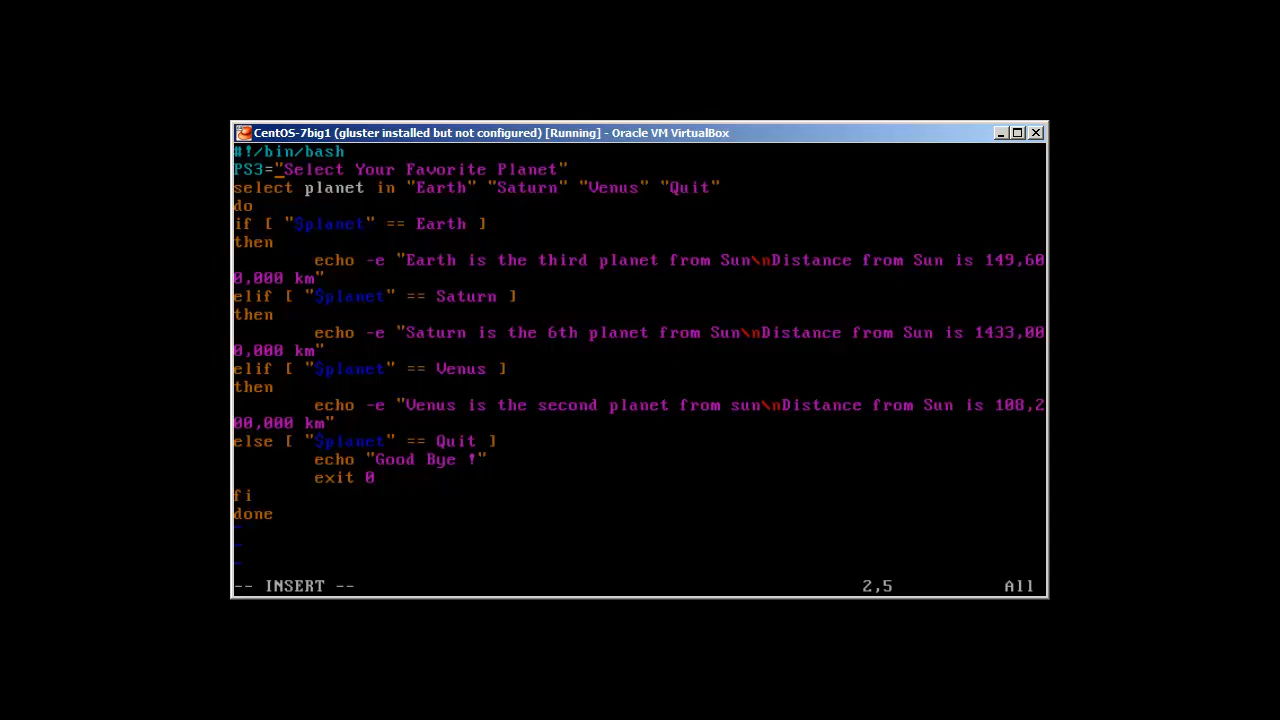 CentOS-7big1 (gluster installed but not configured) [Running] - Oracle VM VirtualBox
#!/bin/bash
PS3="Select Your Favorite Planet"
select planet in "Earth" "Saturn" "Venus" "Quit"
do
if [ "$planet" == Earth ]
then
        echo -e "Earth is the third planet from Sun\nDistance from Sun is 149,60
0,000 km"
elif [ "$planet" == Saturn ]
then
        echo -e "Saturn is the 6th planet from Sun\nDistance from Sun is 1433,00
0,000 km"
elif [ "$planet" == Venus ]
then
        echo -e "Venus is the second planet from sun\nDistance from Sun is 108,2
00,000 km"
else [ "$planet" == Quit ]
        echo "Good Bye !"
        exit 0
fi
done
~
~
~
-- INSERT -- 2,5 All